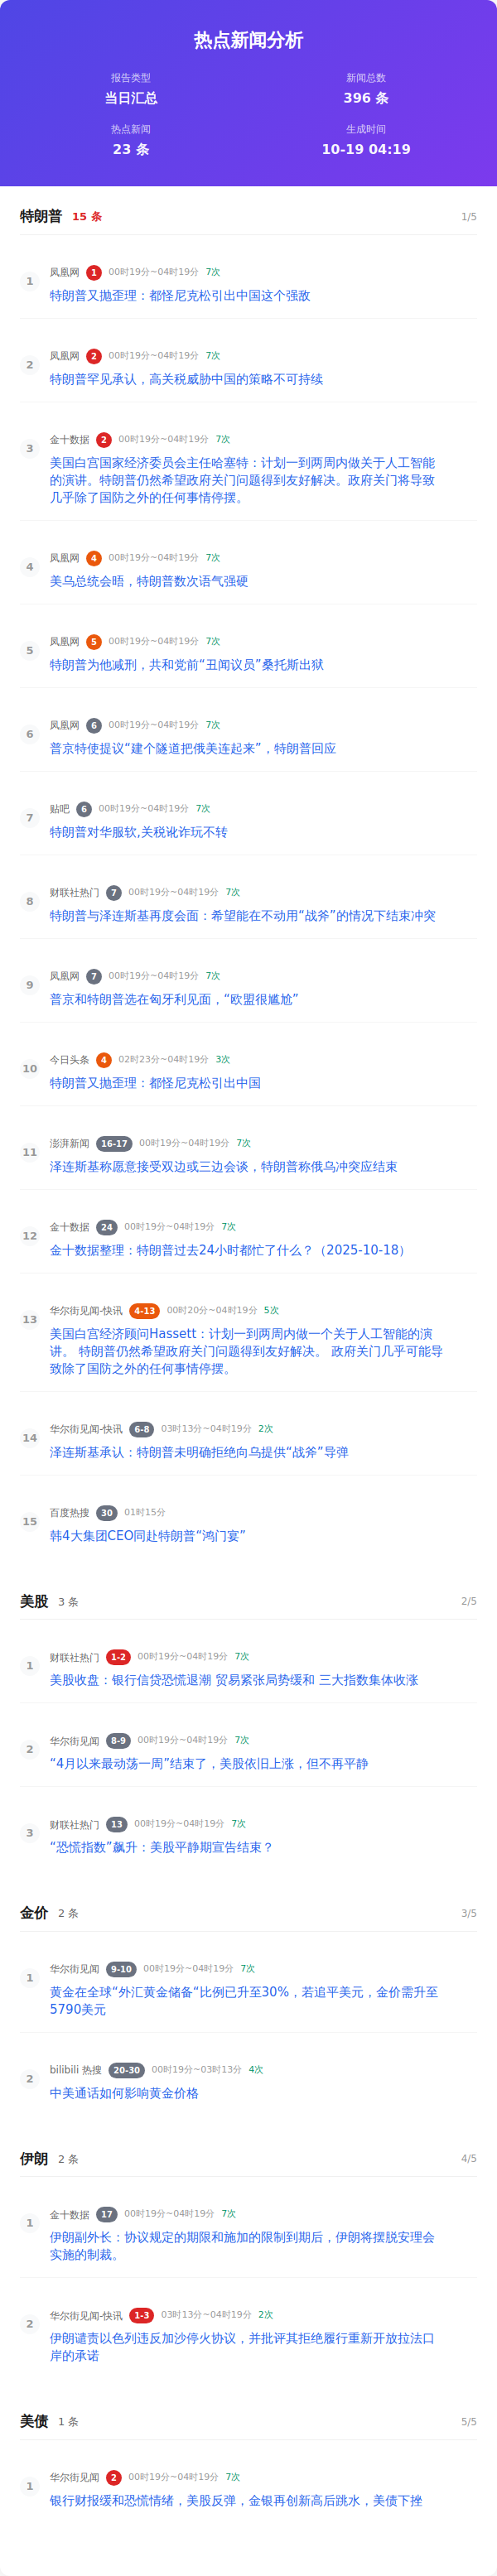 热点新闻分析
报告类型
新闻总数
当日汇总
396 条
热点新闻
生成时间
23 条
10-19 04:19
特朗普 15 条 1/5
凤凰网 1 00时19分~04时19分 7次
1
特朗普又抛歪理：都怪尼克松引出中国这个强敌
凤凰网 2 00时19分~04时19分 7次
2
特朗普罕见承认，高关税威胁中国的策略不可持续
金十数据 2 00时19分~04时19分 7次
3
美国白宫国家经济委员会主任哈塞特：计划一到两周内做关于人工智能
的演讲。特朗普仍然希望政府关门问题得到友好解决。政府关门将导致
几乎除了国防之外的任何事情停摆。
凤凰网 4 00时19分~04时19分 7次
4
美乌总统会晤，特朗普数次语气强硬
凤凰网 5 00时19分~04时19分 7次
5
特朗普为他减刑，共和党前“丑闻议员”桑托斯出狱
凤凰网 6 00时19分~04时19分 7次
6
普京特使提议“建个隧道把俄美连起来”，特朗普回应
贴吧 6 00时19分~04时19分 7次
7
特朗普对华服软,关税讹诈玩不转
财联社热门 7 00时19分~04时19分 7次
8
特朗普与泽连斯基再度会面：希望能在不动用“战斧”的情况下结束冲突
凤凰网 7 00时19分~04时19分 7次
9
普京和特朗普选在匈牙利见面，“欧盟很尴尬”
今日头条 4 02时23分~04时19分 3次
10
特朗普又抛歪理：都怪尼克松引出中国
澎湃新闻 16-17 00时19分~04时19分 7次
11
泽连斯基称愿意接受双边或三边会谈，特朗普称俄乌冲突应结束
金十数据 24 00时19分~04时19分 7次
12
金十数据整理：特朗普过去24小时都忙了什么？（2025-10-18）
华尔街见闻-快讯 4-13 00时20分~04时19分 5次
13
美国白宫经济顾问Hassett：计划一到两周内做一个关于人工智能的演
讲。 特朗普仍然希望政府关门问题得到友好解决。 政府关门几乎可能导
致除了国防之外的任何事情停摆。
华尔街见闻-快讯 6-8 03时13分~04时19分 2次
14
泽连斯基承认：特朗普未明确拒绝向乌提供“战斧”导弹
百度热搜 30 01时15分
15
韩4大集团CEO同赴特朗普“鸿门宴”
美股 3 条 2/5
财联社热门 1-2 00时19分~04时19分 7次
1
美股收盘：银行信贷恐慌退潮 贸易紧张局势缓和 三大指数集体收涨
华尔街见闻 8-9 00时19分~04时19分 7次
2
“4月以来最动荡一周”结束了，美股依旧上涨，但不再平静
财联社热门 13 00时19分~04时19分 7次
3
“恐慌指数”飙升：美股平静期宣告结束？
金价 2 条 3/5
华尔街见闻 9-10 00时19分~04时19分 7次
1
黄金在全球“外汇黄金储备“比例已升至30%，若追平美元，金价需升至
5790美元
bilibili 热搜 20-30 00时19分~03时13分 4次
2
中美通话如何影响黄金价格
伊朗 2 条 4/5
金十数据 17 00时19分~04时19分 7次
1
伊朗副外长：协议规定的期限和施加的限制到期后，伊朗将摆脱安理会
实施的制裁。
华尔街见闻-快讯 1-3 03时13分~04时19分 2次
2
伊朗谴责以色列违反加沙停火协议，并批评其拒绝履行重新开放拉法口
岸的承诺
美债 1 条 5/5
华尔街见闻 2 00时19分~04时19分 7次
1
银行财报缓和恐慌情绪，美股反弹，金银再创新高后跳水，美债下挫